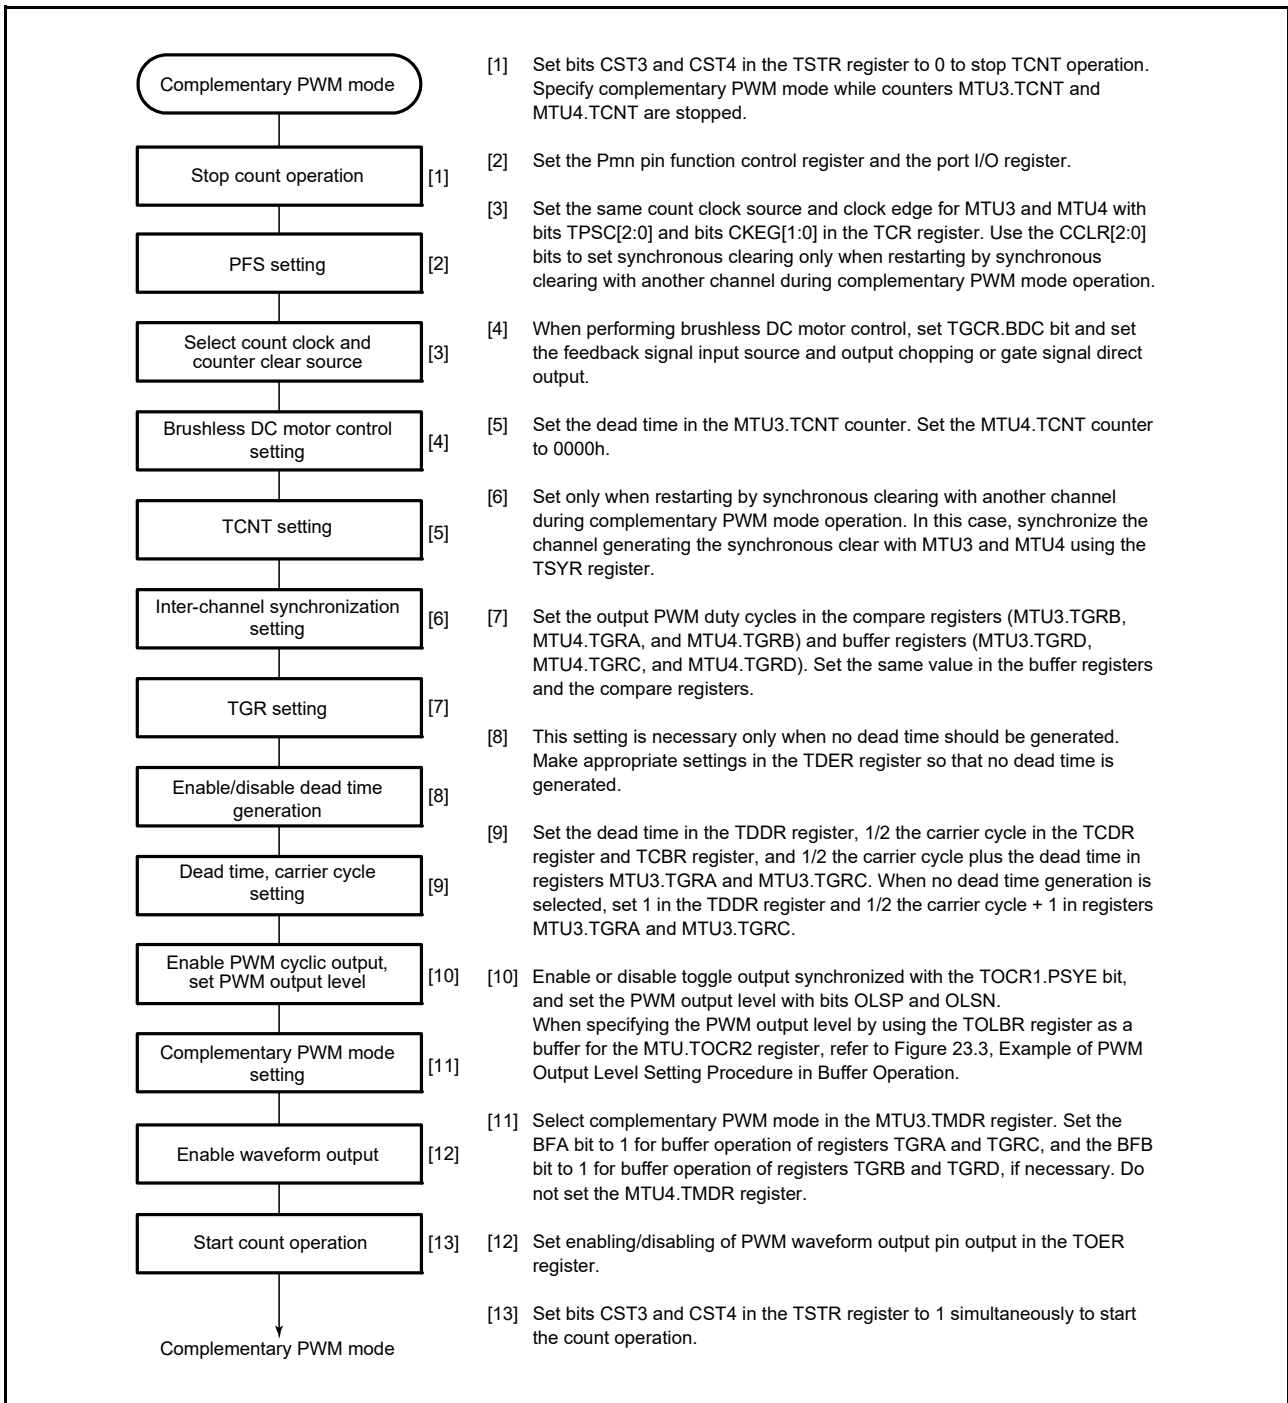 Complementary PWM mode
Stop count operation
[1]
PFS setting
[2]
Select count clock and
counter clear source
[3]
Brushless DC motor control
setting
[4]
TCNT setting
[5]
Inter-channel synchronization
setting
[6]
TGR setting
[7]
Enable/disable dead time
generation
[8]
Dead time, carrier cycle
setting
[9]
Enable PWM cyclic output,
set PWM output level
[10]
Complementary PWM mode
setting
[11]
Enable waveform output
[12]
Start count operation
[13]
Complementary PWM mode
[1] Set bits CST3 and CST4 in the TSTR register to 0 to stop TCNT operation.
Specify complementary PWM mode while counters MTU3.TCNT and
MTU4.TCNT are stopped.
[2] Set the Pmn pin function control register and the port I/O register.
[3] Set the same count clock source and clock edge for MTU3 and MTU4 with
bits TPSC[2:0] and bits CKEG[1:0] in the TCR register. Use the CCLR[2:0]
bits to set synchronous clearing only when restarting by synchronous
clearing with another channel during complementary PWM mode operation.
[4] When performing brushless DC motor control, set TGCR.BDC bit and set
the feedback signal input source and output chopping or gate signal direct
output.
[5] Set the dead time in the MTU3.TCNT counter. Set the MTU4.TCNT counter
to 0000h.
[6] Set only when restarting by synchronous clearing with another channel
during complementary PWM mode operation. In this case, synchronize the
channel generating the synchronous clear with MTU3 and MTU4 using the
TSYR register.
[7] Set the output PWM duty cycles in the compare registers (MTU3.TGRB,
MTU4.TGRA, and MTU4.TGRB) and buffer registers (MTU3.TGRD,
MTU4.TGRC, and MTU4.TGRD). Set the same value in the buffer registers
and the compare registers.
[8] This setting is necessary only when no dead time should be generated.
Make appropriate settings in the TDER register so that no dead time is
generated.
[9] Set the dead time in the TDDR register, 1/2 the carrier cycle in the TCDR
register and TCBR register, and 1/2 the carrier cycle plus the dead time in
registers MTU3.TGRA and MTU3.TGRC. When no dead time generation is
selected, set 1 in the TDDR register and 1/2 the carrier cycle + 1 in registers
MTU3.TGRA and MTU3.TGRC.
[10] Enable or disable toggle output synchronized with the TOCR1.PSYE bit,
and set the PWM output level with bits OLSP and OLSN.
When specifying the PWM output level by using the TOLBR register as a
buffer for the MTU.TOCR2 register, refer to Figure 23.3, Example of PWM
Output Level Setting Procedure in Buffer Operation.
[11] Select complementary PWM mode in the MTU3.TMDR register. Set the
BFA bit to 1 for buffer operation of registers TGRA and TGRC, and the BFB
bit to 1 for buffer operation of registers TGRB and TGRD, if necessary. Do
not set the MTU4.TMDR register.
[12] Set enabling/disabling of PWM waveform output pin output in the TOER
register.
[13] Set bits CST3 and CST4 in the TSTR register to 1 simultaneously to start
the count operation.